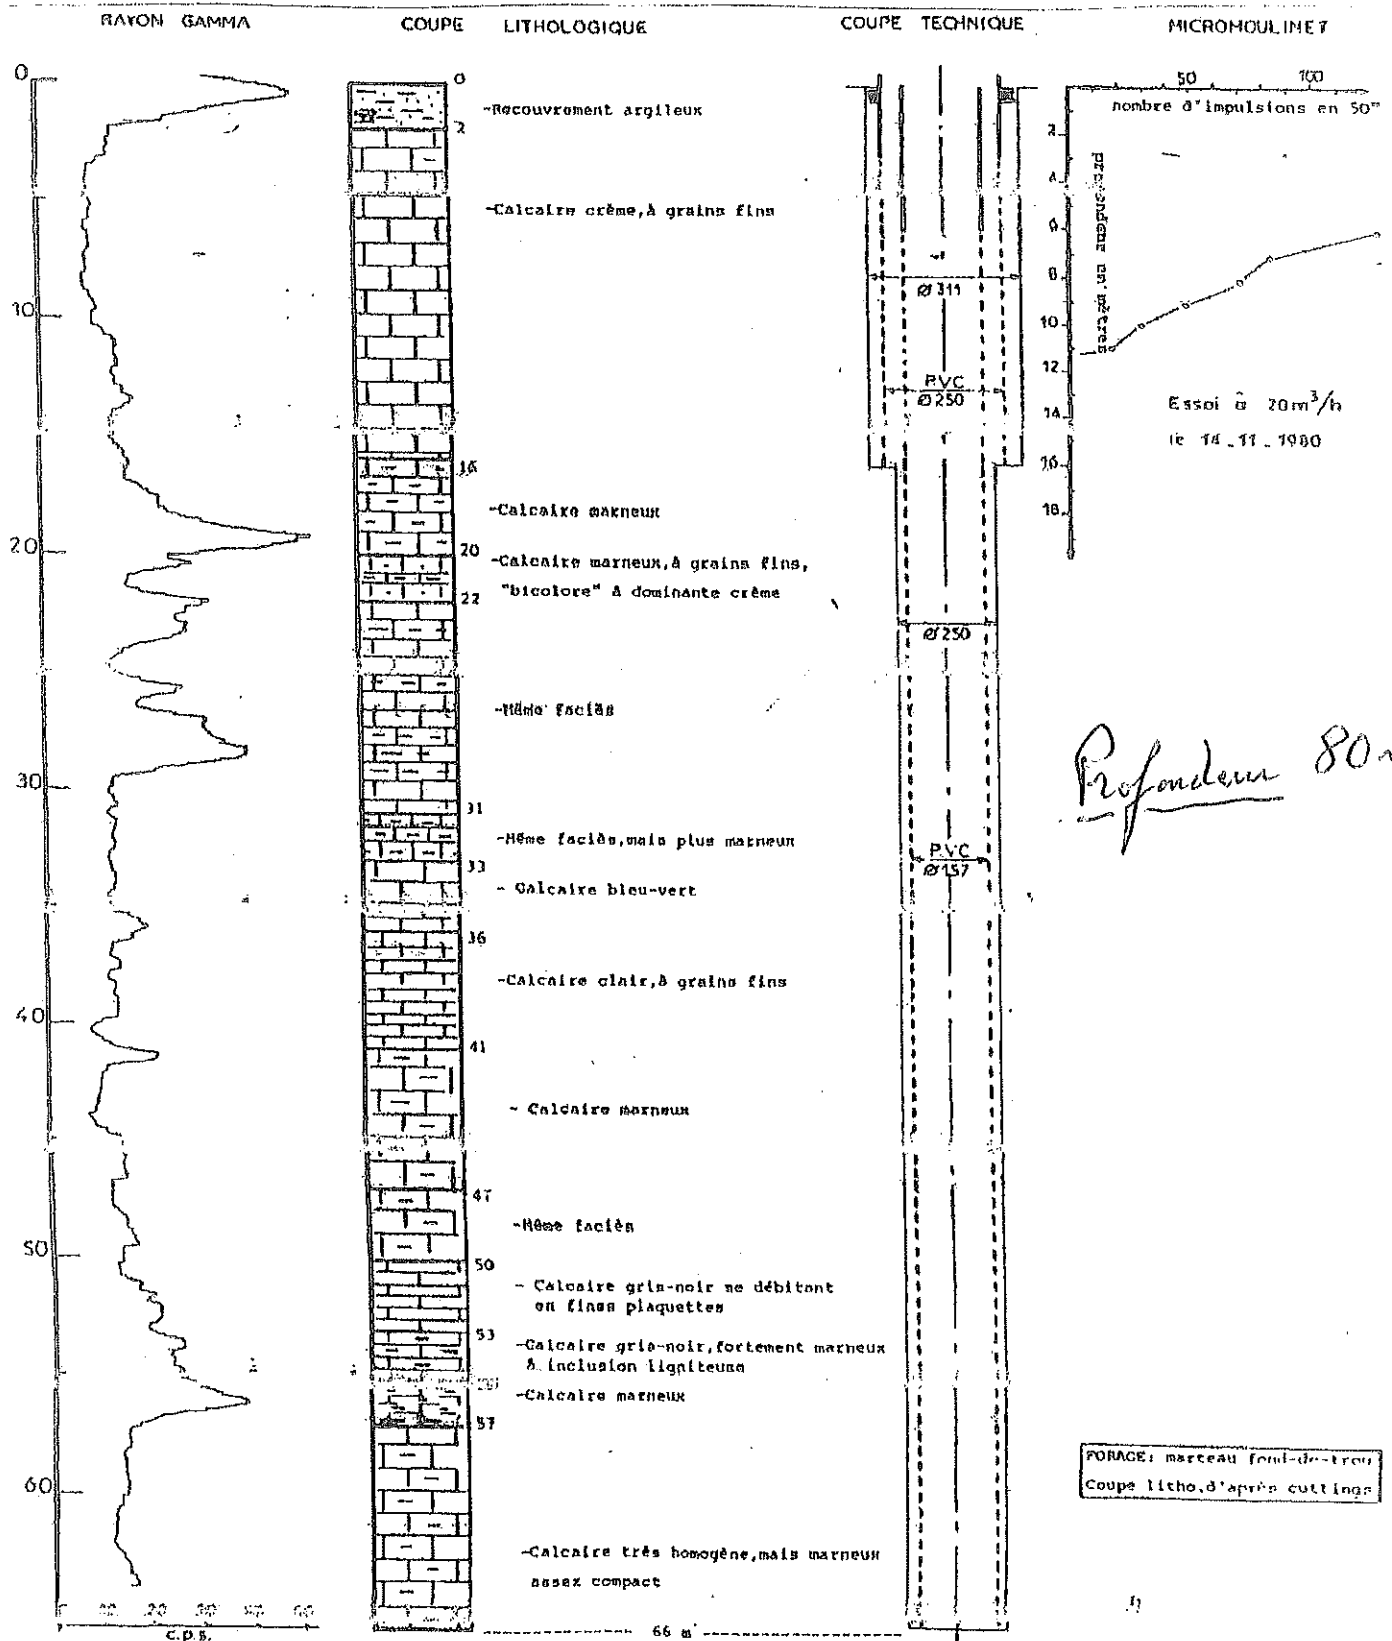 RAYON GAMMA
COUPE LITHOLOGIQUE
COUPE TECHNIQUE
MICROMOULINET
0
10
20
30
40
50
60
20
30
60
c.p.s.
0
2
16
20
22
31
33
36
41
47
50
53
57
66 m
-Recouvrement argileux
-Calcaire crème,à grains fins
-Calcaire marneux
-Calcaire marneux,à grains fins,
"bicolore" à dominante crème
-Même faciès
-Même faciès,mais plus marneux
- Calcaire bleu-vert
-Calcaire clair,à grains fins
- Calcaire marneux
-Même faciès
- Calcaire gris-noir se débitant
en fines plaquettes
-Calcaire gris-noir,fortement marneux
à inclusion ligniteuse
-Calcaire marneux
-Calcaire très homogène,mais marneux
assex compact
Ø 311
P.V.C
Ø 250
Ø 250
P.V.C
Ø 157
50
100
nombre d'impulsions en 50"
profondeur en mètres
2
4
6
8
10
12
14
16
18
Essai à 20m³/h
le 14_11_1980
Profondeur 80
FORAGE: marteau fond-de-trou
Coupe litho.d'après cuttings